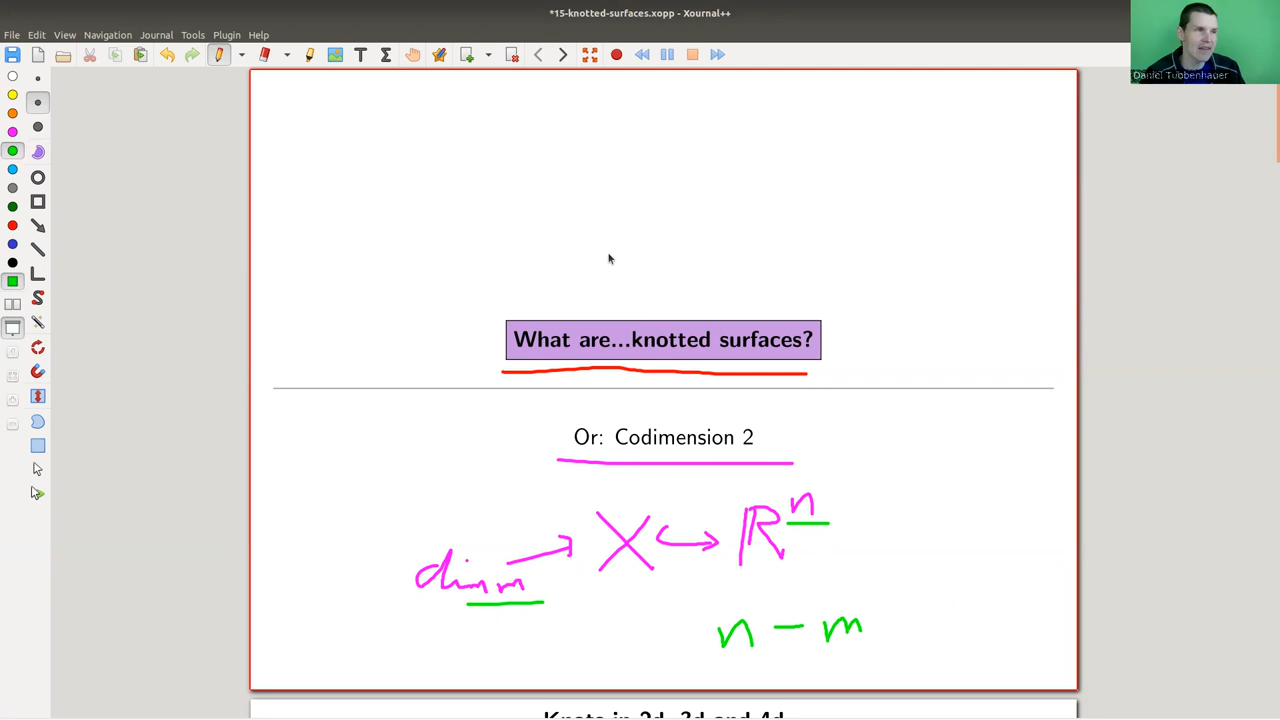 *15-knotted-surfaces.xopp - Xournal++
File Edit View Navigation Journal Tools Plugin Help
Daniel Tubbenhauer
What are...knotted surfaces?
Or: Codimension 2
dim m → X ↪ ℝⁿ
n - m
Knots in 2d, 3d and 4d